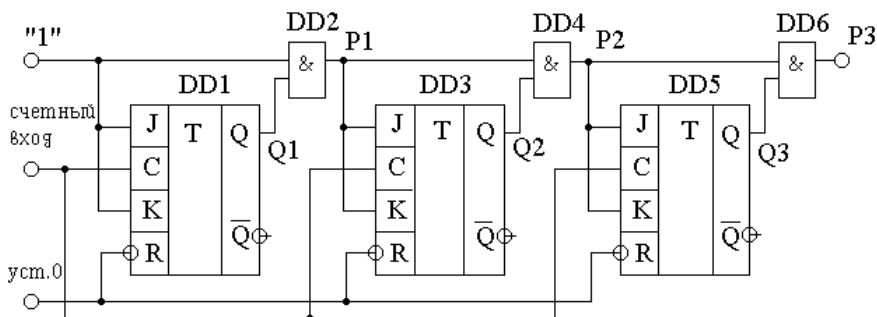 "1"
DD2
P1
DD4
P2
DD6
P3
&
&
&
счетный
вход
DD1
DD3
DD5
J
T
Q
J
T
Q
J
T
Q
Q1
Q2
Q3
C
C
C
K
K
K
Q̅
Q̅
Q̅
R
R
R
уст.0